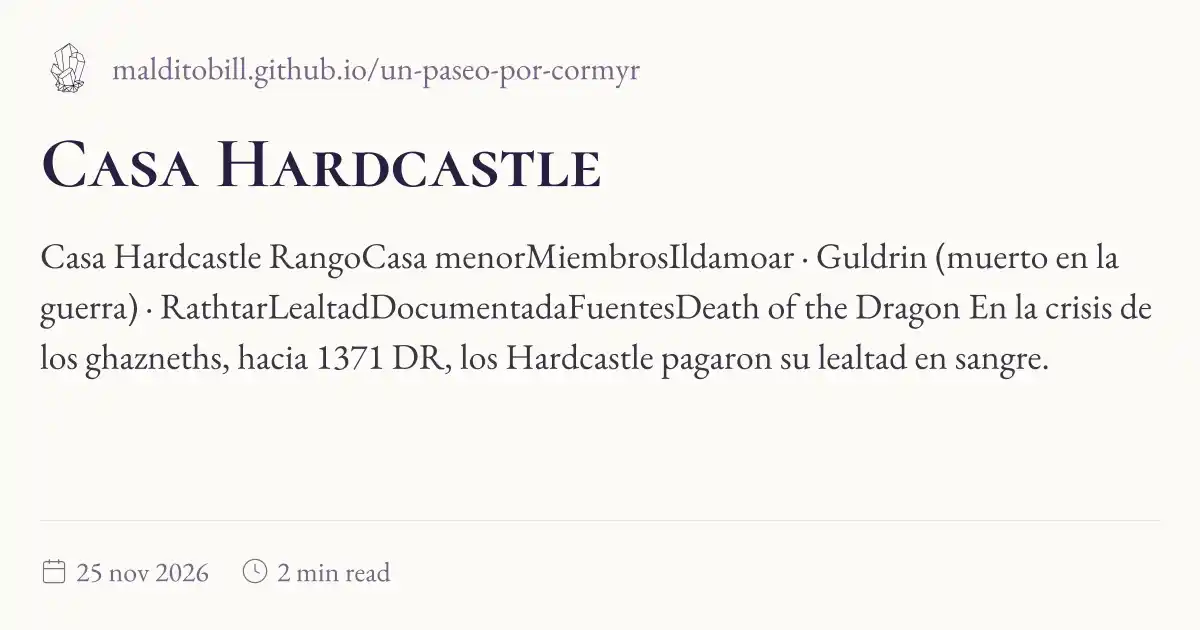 malditobill.github.io/un-paseo-por-cormyr
Casa Hardcastle
Casa Hardcastle RangoCasa menorMiembrosIldamoar · Guldrin (muerto en la
guerra) · RathtarLealtadDocumentadaFuentesDeath of the Dragon En la crisis de
los ghazneths, hacia 1371 DR, los Hardcastle pagaron su lealtad en sangre.
25 nov 2026
2 min read